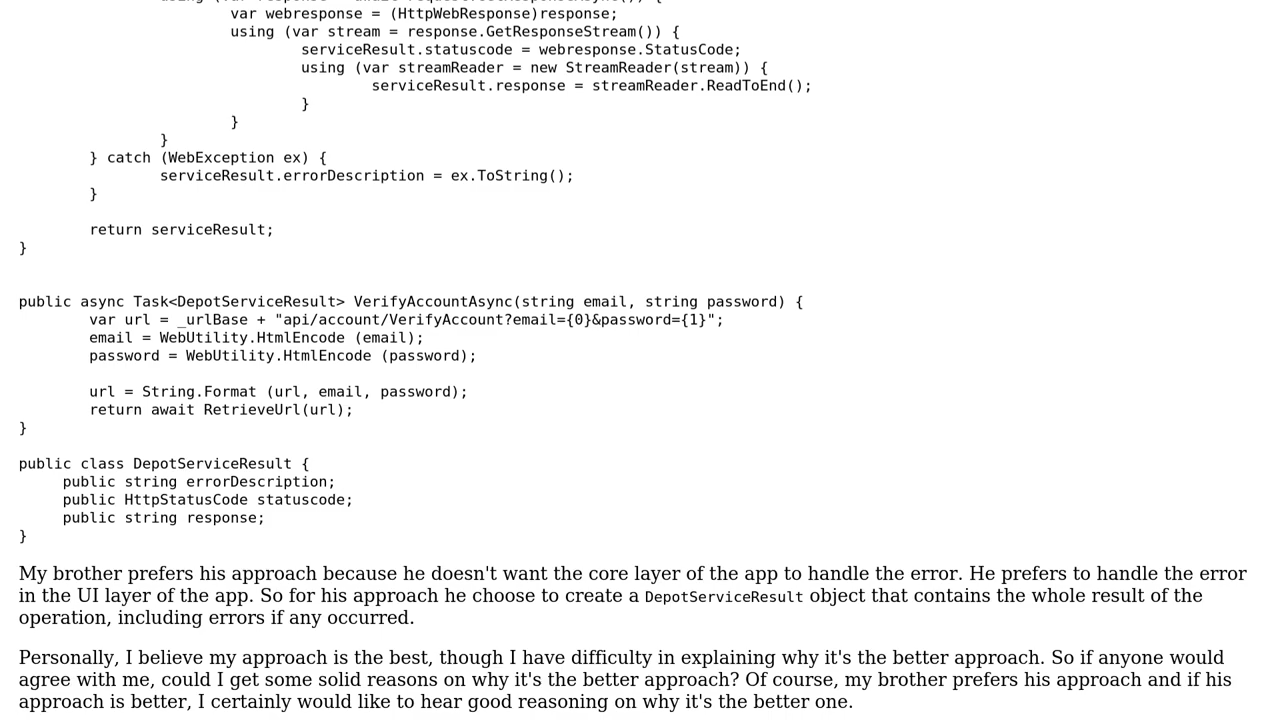 var webresponse = (HttpWebResponse)response;
using (var stream = response.GetResponseStream()) {
serviceResult.statuscode = webresponse.StatusCode;
using (var streamReader = new StreamReader(stream)) {
serviceResult.response = streamReader.ReadToEnd();
}
}
}
} catch (WebException ex) {
serviceResult.errorDescription = ex.ToString();
}
return serviceResult;
}
public async Task<DepotServiceResult> VerifyAccountAsync(string email, string password) {
var url = _urlBase + "api/account/VerifyAccount?email={0}&password={1}";
email = WebUtility.HtmlEncode (email);
password = WebUtility.HtmlEncode (password);
url = String.Format (url, email, password);
return await RetrieveUrl(url);
}
public class DepotServiceResult {
public string errorDescription;
public HttpStatusCode statuscode;
public string response;
}
My brother prefers his approach because he doesn't want the core layer of the app to handle the error. He prefers to handle the error
in the UI layer of the app. So for his approach he choose to create a DepotServiceResult object that contains the whole result of the
operation, including errors if any occurred.
Personally, I believe my approach is the best, though I have difficulty in explaining why it's the better approach. So if anyone would
agree with me, could I get some solid reasons on why it's the better approach? Of course, my brother prefers his approach and if his
approach is better, I certainly would like to hear good reasoning on why it's the better one.